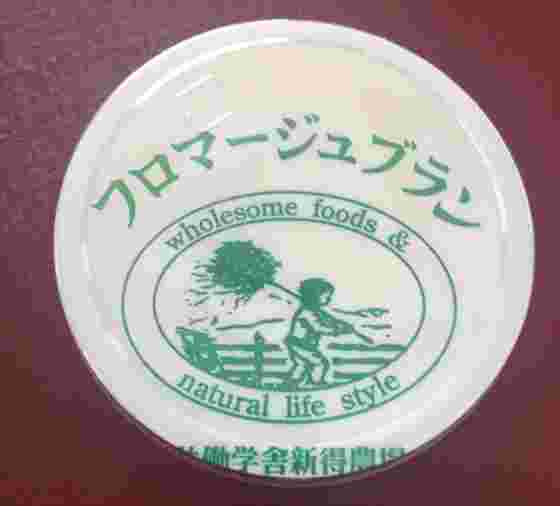 フロマージュブラン
wholesome foods &
natural life style
働学舎新得農場